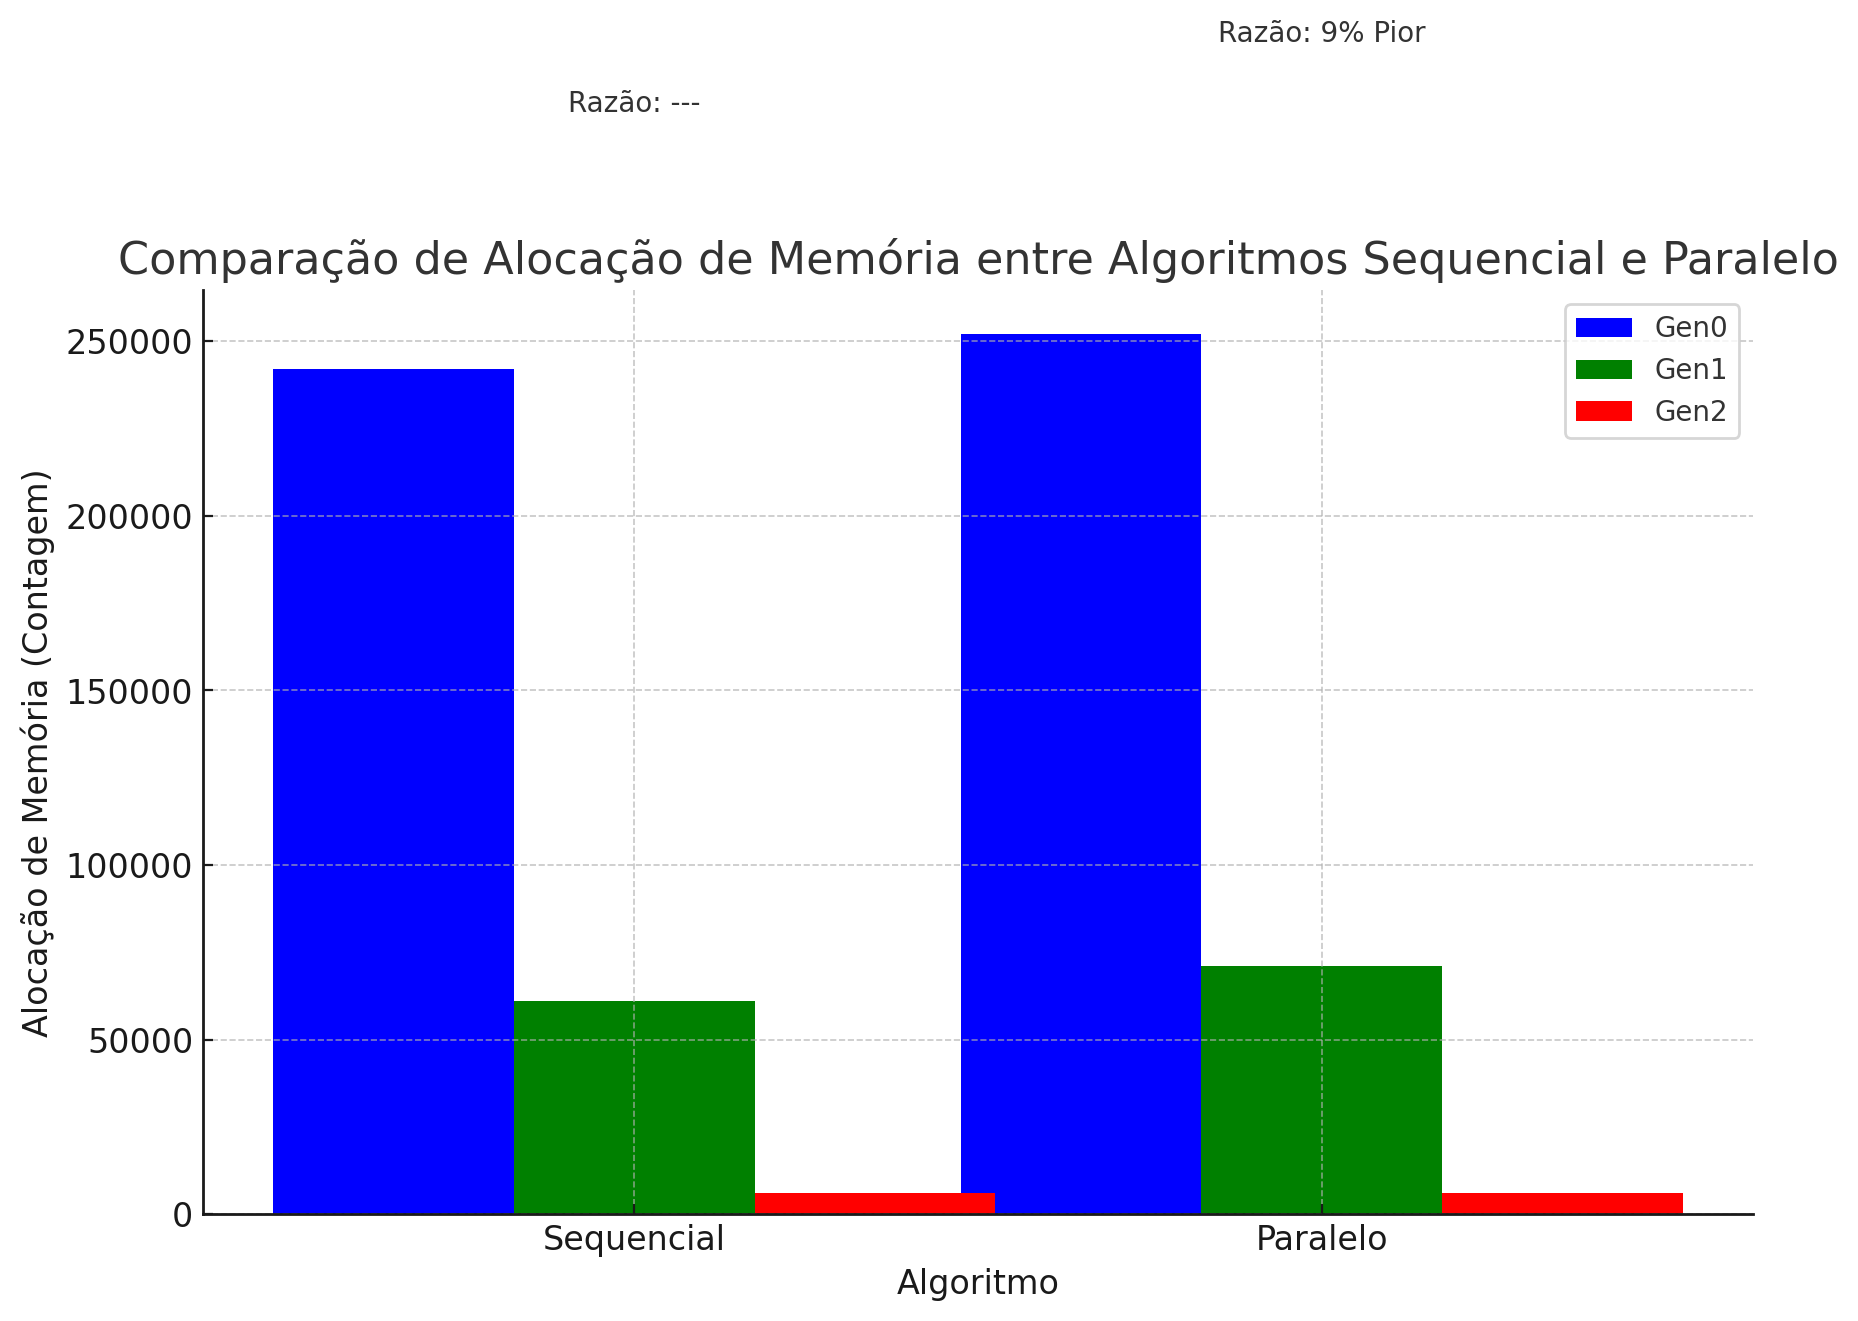 Razão: 9% Pior
Razão: ---
Comparação de Alocação de Memória entre Algoritmos Sequencial e Paralelo
Gen0
Gen1
Gen2
Alocação de Memória (Contagem)
250000
200000
150000
100000
50000
0
Sequencial
Paralelo
Algoritmo